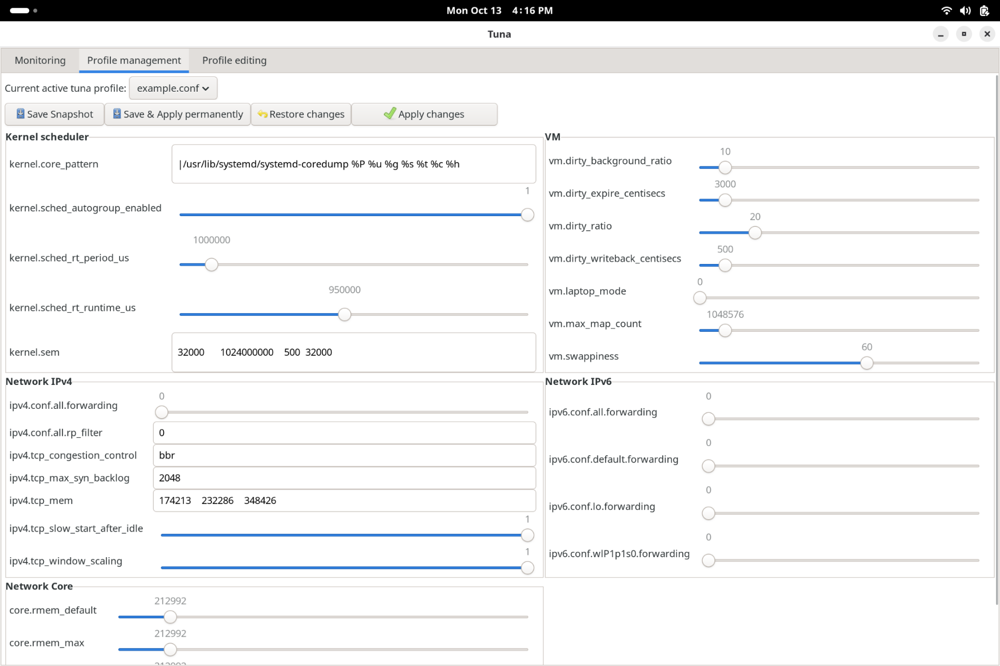 Mon Oct 13 4:16 PM
Tuna
Monitoring Profile management Profile editing
Current active tuna profile: example.conf
Save Snapshot Save & Apply permanently Restore changes Apply changes
Kernel scheduler
kernel.core_pattern |/usr/lib/systemd/systemd-coredump %P %u %g %s %t %c %h
1
kernel.sched_autogroup_enabled
1000000
kernel.sched_rt_period_us
950000
kernel.sched_rt_runtime_us
kernel.sem 32000 1024000000 500 32000
VM
10
vm.dirty_background_ratio
3000
vm.dirty_expire_centisecs
20
vm.dirty_ratio
500
vm.dirty_writeback_centisecs
0
vm.laptop_mode
1048576
vm.max_map_count
60
vm.swappiness
Network IPv4
0
ipv4.conf.all.forwarding
ipv4.conf.all.rp_filter 0
ipv4.tcp_congestion_control bbr
ipv4.tcp_max_syn_backlog 2048
ipv4.tcp_mem 174213 232286 348426
1
ipv4.tcp_slow_start_after_idle
1
ipv4.tcp_window_scaling
Network IPv6
0
ipv6.conf.all.forwarding
0
ipv6.conf.default.forwarding
0
ipv6.conf.lo.forwarding
0
ipv6.conf.wlP1p1s0.forwarding
Network Core
212992
core.rmem_default
212992
core.rmem_max